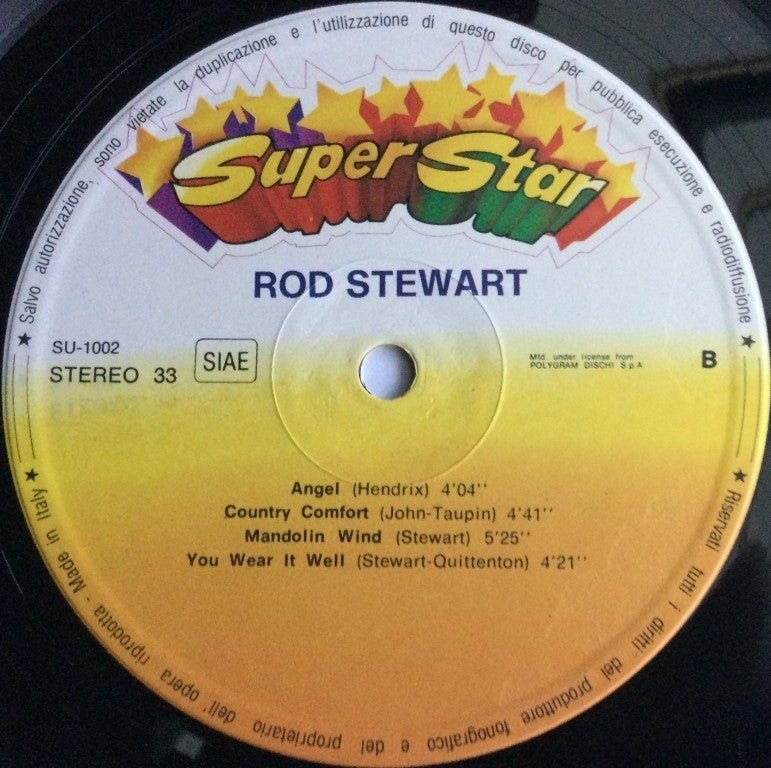 ★ Salvo autorizzazione, sono vietate la duplicazione e l'utilizzazione di questo disco per pubblica esecuzione e radiodiffusione ★
Super Star
ROD STEWART
SU-1002
STEREO 33
SIAE
Mfd. under license from
POLYGRAM DISCHI S.p.A.
B
Angel (Hendrix) 4'04''
Country Comfort (John-Taupin) 4'41''
Mandolin Wind (Stewart) 5'25''
You Wear It Well (Stewart-Quittenton) 4'21''
★ Riservati tutti i diritti del produttore fonografico e del proprietario dell'opera riprodotta - Made in Italy ★